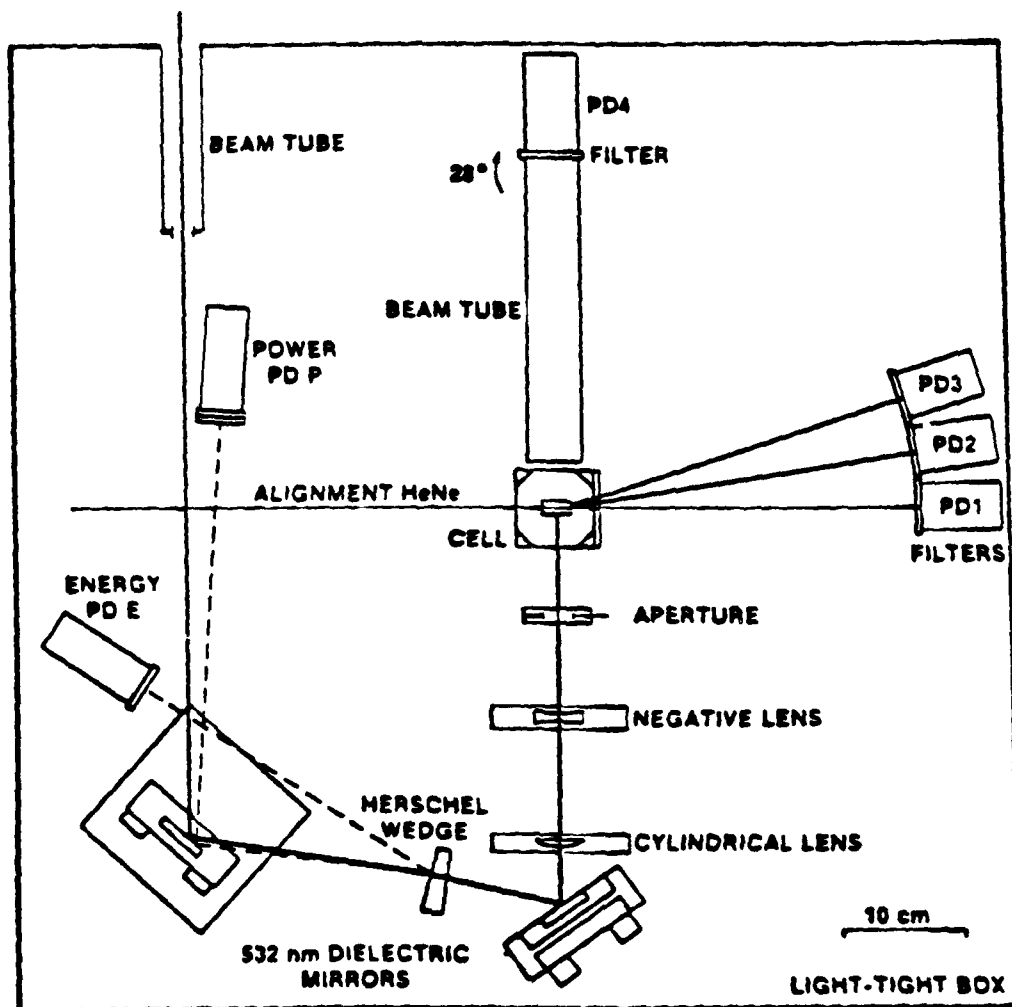 PD4
BEAM TUBE
FILTER
28°
BEAM TUBE
POWER
PD P
PD3
PD2
ALIGNMENT HeNe
PD1
CELL
FILTERS
ENERGY
PD E
APERTURE
NEGATIVE LENS
HERSCHEL
WEDGE
CYLINDRICAL LENS
10 cm
532 nm DIELECTRIC
MIRRORS
LIGHT-TIGHT BOX